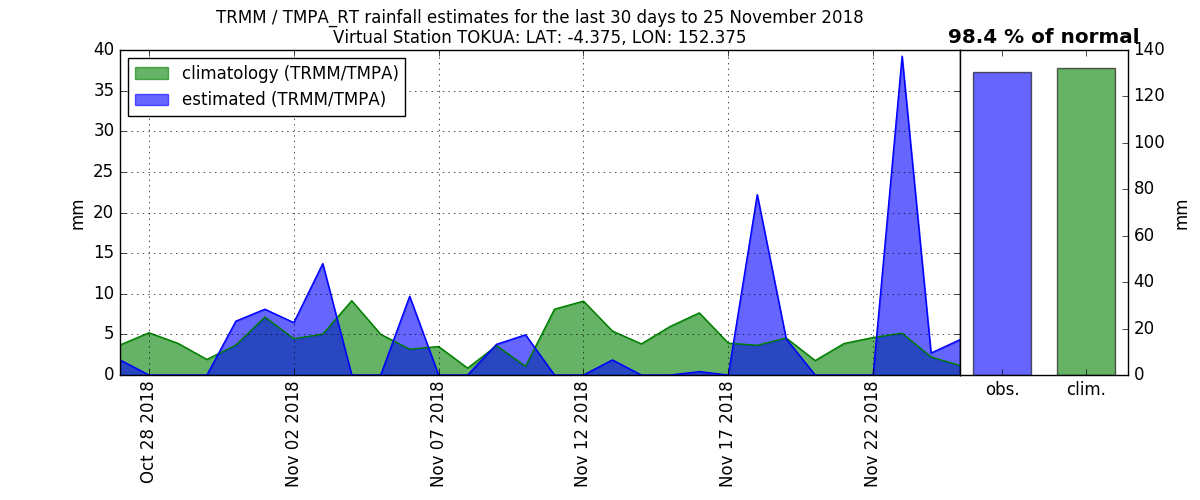 TRMM / TMPA_RT rainfall estimates for the last 30 days to 25 November 2018
Virtual Station TOKUA: LAT: -4.375, LON: 152.375
98.4 % of normal
climatology (TRMM/TMPA)
estimated (TRMM/TMPA)
mm
40
35
30
25
20
15
10
5
0
Oct 28 2018
Nov 02 2018
Nov 07 2018
Nov 12 2018
Nov 17 2018
Nov 22 2018
obs.
clim.
140
120
100
80
60
40
20
0
mm